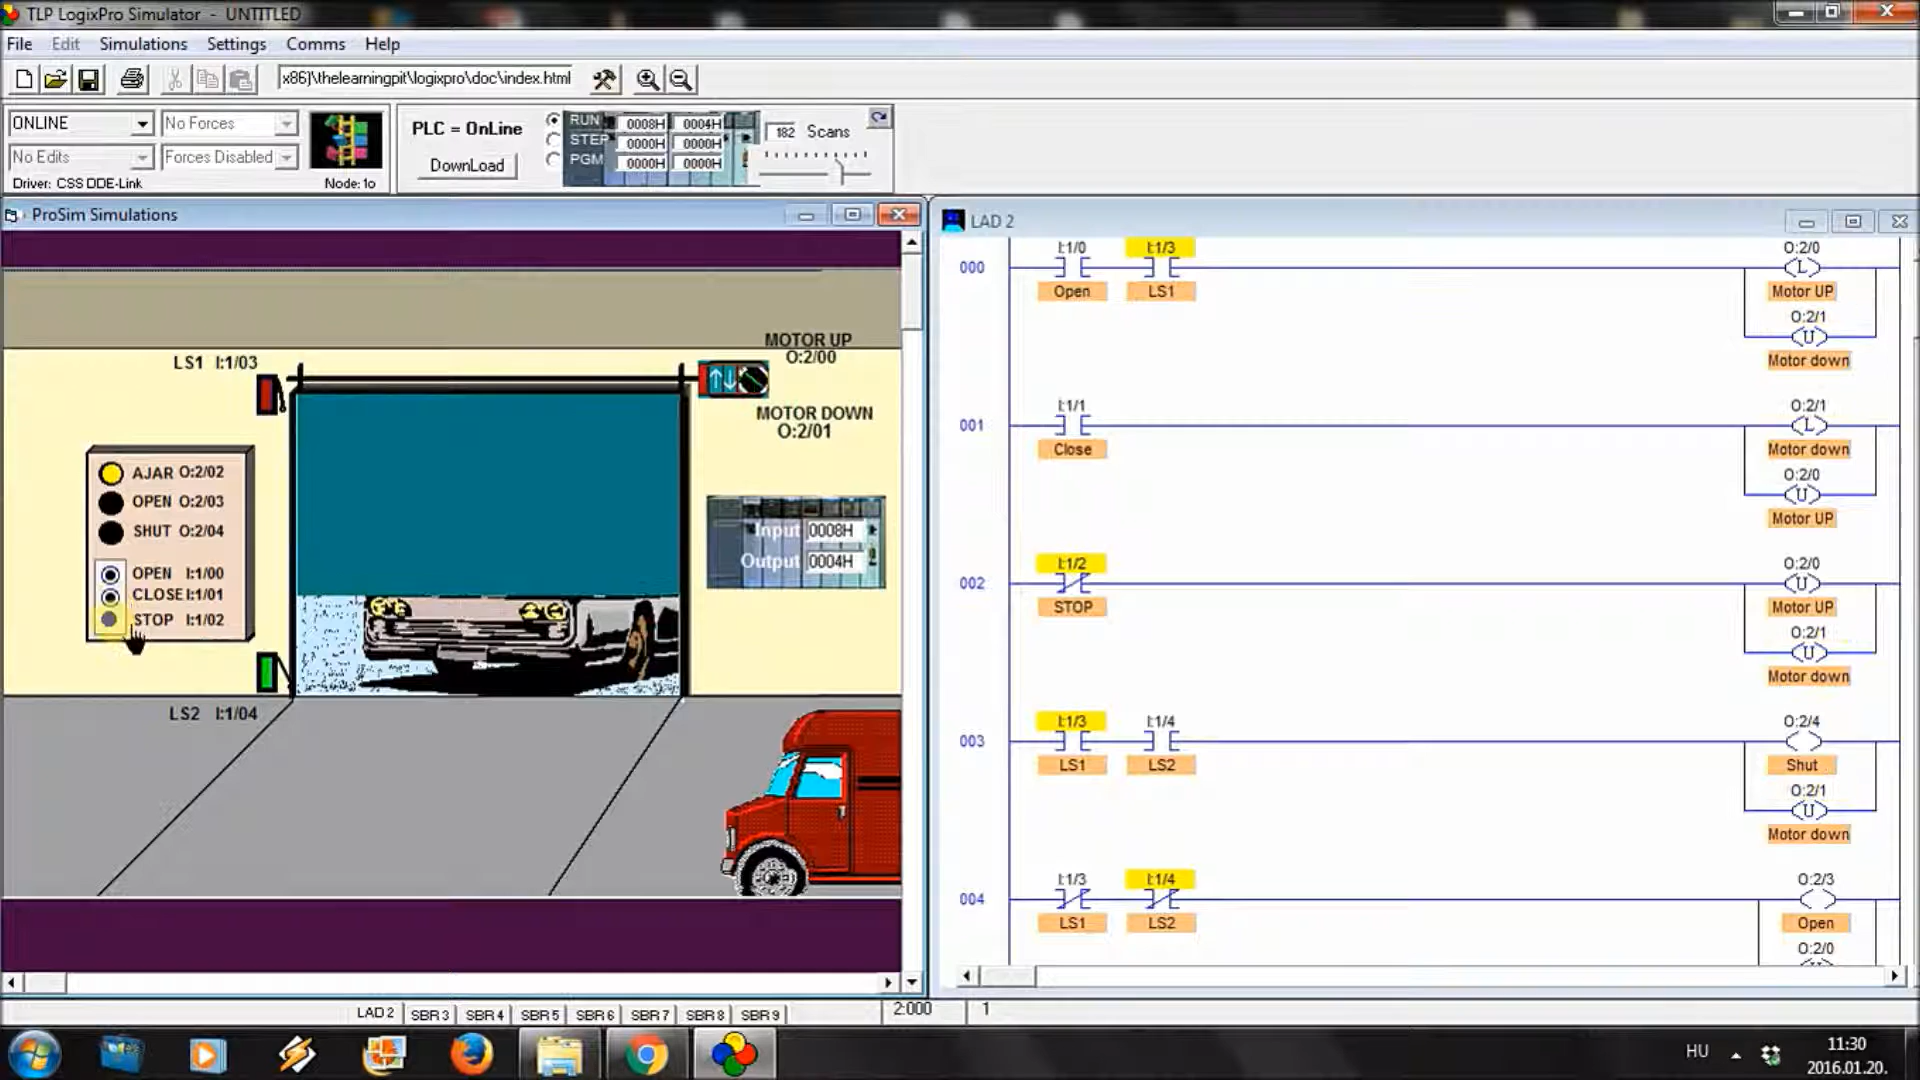 TLP LogixPro Simulator  -  UNTITLED
File Edit Simulations Settings Comms Help
x86)\thelearningpit\logixpro\doc\index.html
ONLINE No Forces
No Edits Forces Disabled
Driver: CSS DDE-Link Node: 1o
PLC = OnLine
DownLoad
RUN 0008H 0004H
STEP 0000H 0000H
PGM 0000H 0000H
182 Scans
ProSim Simulations
LS1 I:1/03
MOTOR UP
O:2/00
MOTOR DOWN
O:2/01
AJAR O:2/02
OPEN O:2/03
SHUT O:2/04
OPEN I:1/00
CLOSE I:1/01
STOP I:1/02
Input 0008H
Output 0004H
LS2 I:1/04
LAD 2
I:1/0 I:1/3 O:2/0
000 L
Open LS1 Motor UP
O:2/1
U
Motor down
I:1/1 O:2/1
001 L
Close Motor down
O:2/0
U
Motor UP
I:1/2 O:2/0
002 U
STOP Motor UP
O:2/1
U
Motor down
I:1/3 I:1/4 O:2/4
003
LS1 LS2 Shut
O:2/1
U
Motor down
I:1/3 I:1/4 O:2/3
004
LS1 LS2 Open
O:2/0
LAD 2 SBR 3 SBR 4 SBR 5 SBR 6 SBR 7 SBR 8 SBR 9 2:000 1
HU 11:30
2016.01.20.